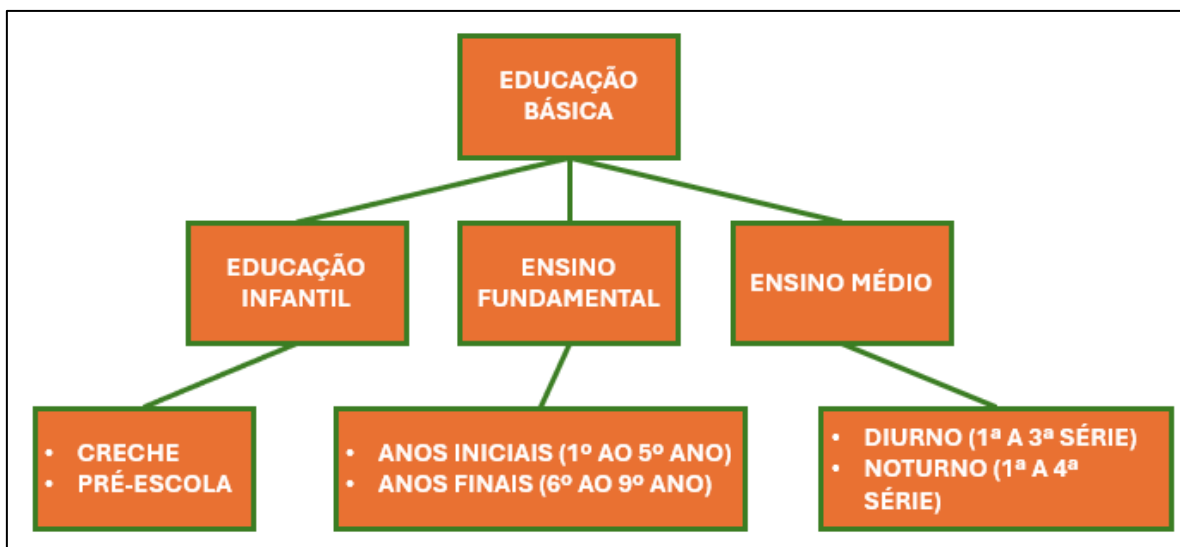 EDUCAÇÃO
BÁSICA
EDUCAÇÃO
INFANTIL
ENSINO
FUNDAMENTAL
ENSINO MÉDIO
• CRECHE
• PRÉ-ESCOLA
• ANOS INICIAIS (1º AO 5º ANO)
• ANOS FINAIS (6º AO 9º ANO)
• DIURNO (1ª A 3ª SÉRIE)
• NOTURNO (1ª A 4ª
SÉRIE)